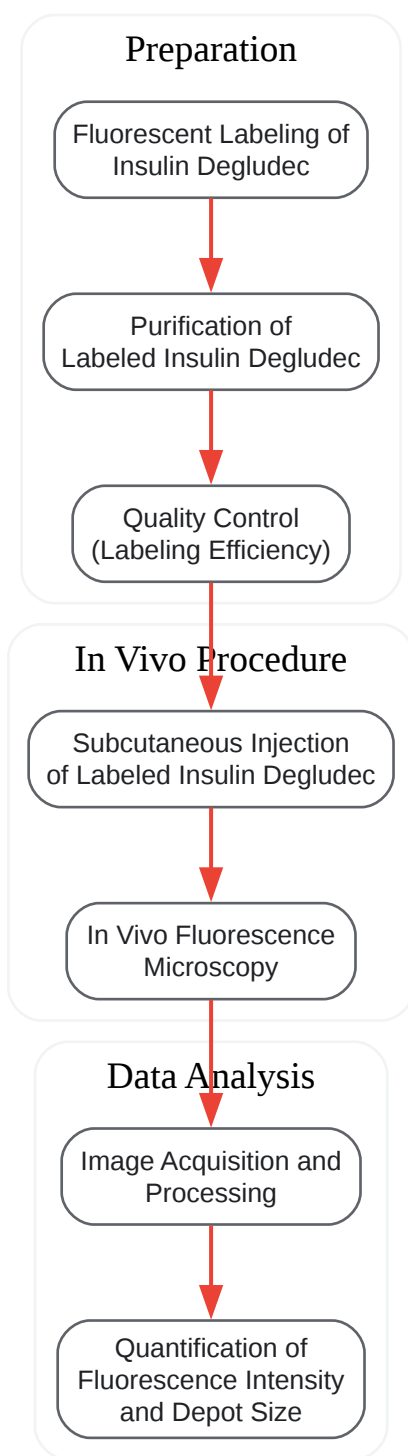 Preparation
Fluorescent Labeling of
Insulin Degludec
Purification of
Labeled Insulin Degludec
Quality Control
(Labeling Efficiency)
In Vivo Procedure
Subcutaneous Injection
of Labeled Insulin Degludec
In Vivo Fluorescence
Microscopy
Data Analysis
Image Acquisition and
Processing
Quantification of
Fluorescence Intensity
and Depot Size